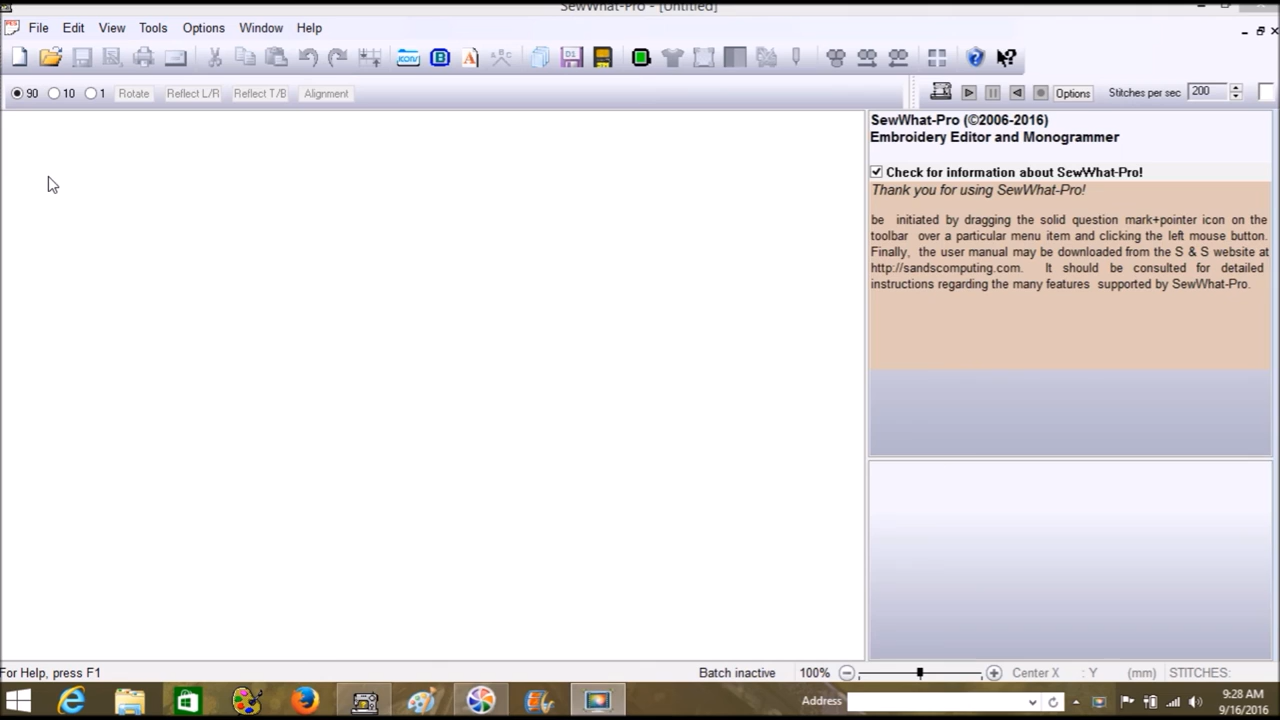 SewWhat-Pro - [Untitled]
File Edit View Tools Options Window Help
90 10 1 Rotate Reflect L/R Reflect T/B Alignment Options Stitches per sec 200
SewWhat-Pro (©2006-2016)
Embroidery Editor and Monogrammer
Check for information about SewWhat-Pro!
Thank you for using SewWhat-Pro!
be initiated by dragging the solid question mark+pointer icon on the
toolbar over a particular menu item and clicking the left mouse button.
Finally, the user manual may be downloaded from the S & S website at
http://sandscomputing.com. It should be consulted for detailed
instructions regarding the many features supported by SewWhat-Pro.
For Help, press F1 Batch inactive 100% Center X : Y (mm) STITCHES:
Address 9:28 AM
9/16/2016